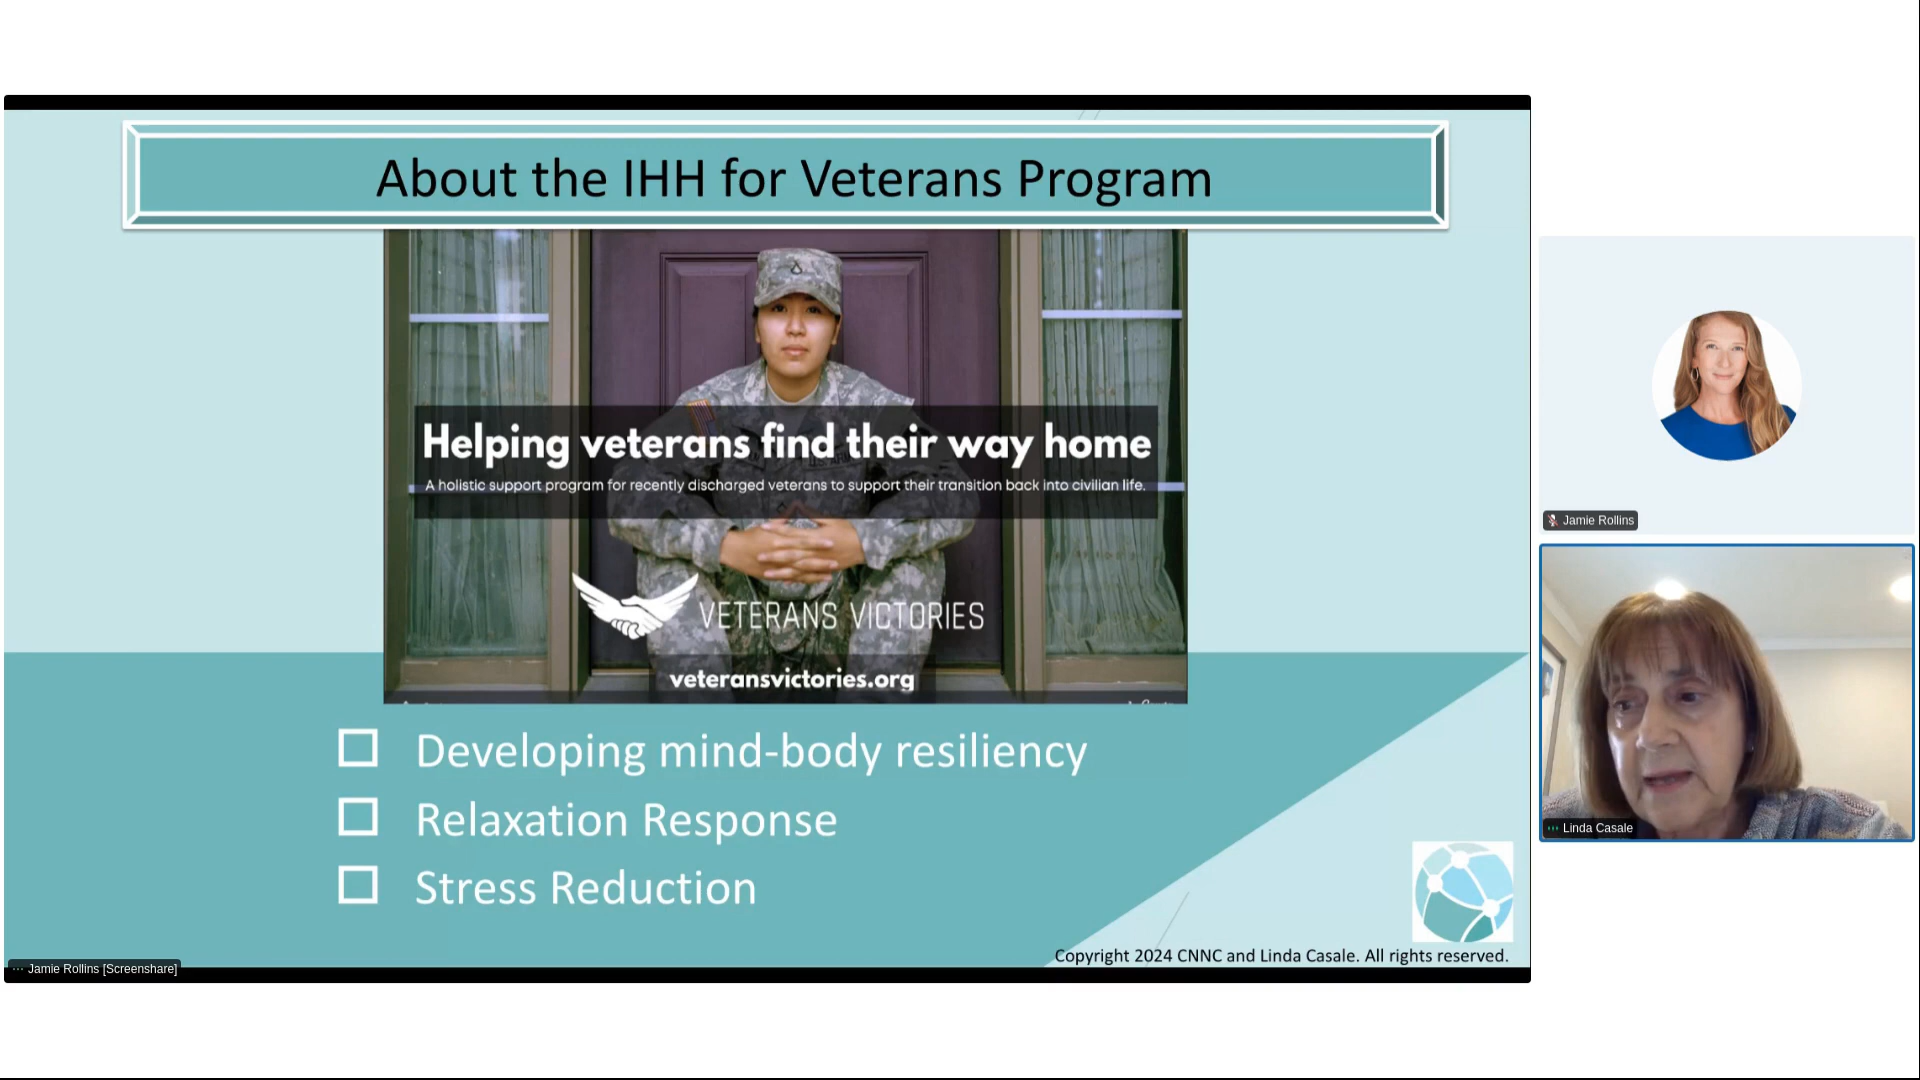 About the IHH for Veterans Program
Helping veterans find their way home
A holistic support program for recently discharged veterans to support their transition back into civilian life.
VETERANS VICTORIES
veteransvictories.org
Developing mind-body resiliency
Relaxation Response
Stress Reduction
Copyright 2024 CNNC and Linda Casale. All rights reserved.
Jamie Rollins [Screenshare]
Jamie Rollins
Linda Casale